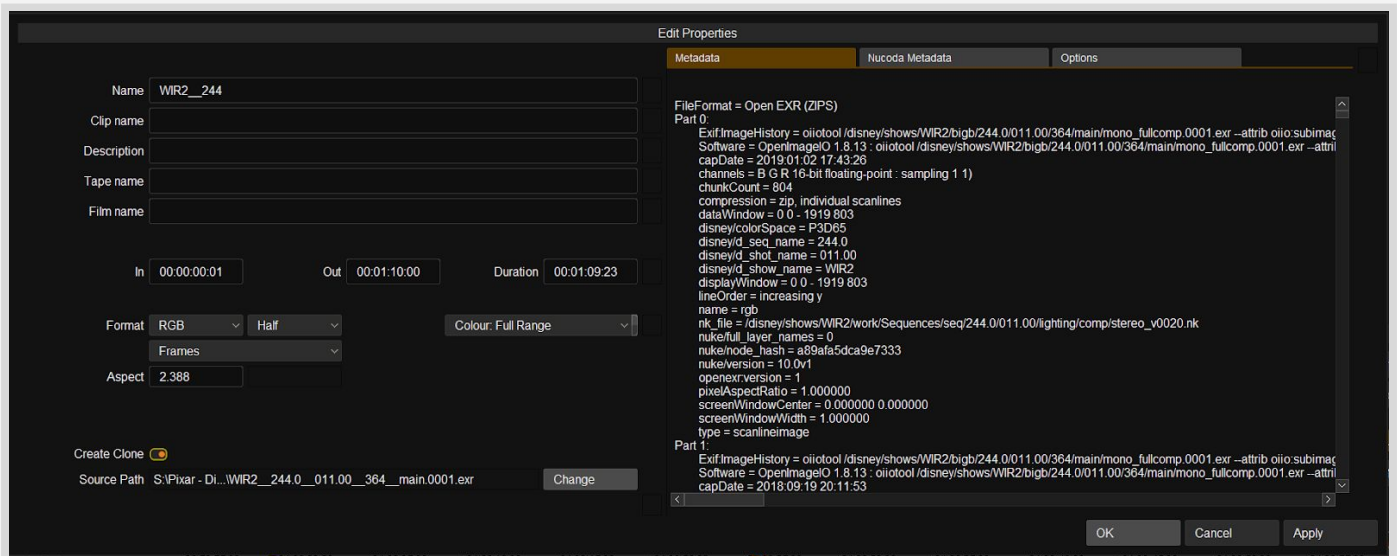 Edit Properties
Metadata Nucoda Metadata Options
Name WIR2__244
Clip name
Description
Tape name
Film name
In 00:00:00:01 Out 00:01:10:00 Duration 00:01:09:23
Format RGB Half Colour: Full Range
Frames
Aspect 2.388
Create Clone
Source Path S:\Pixar - Di...\WIR2__244.0__011.00__364__main.0001.exr Change
FileFormat = Open EXR (ZIPS)
Part 0:
Exif:ImageHistory = oiiotool /disney/shows/WIR2/bigb/244.0/011.00/364/main/mono_fullcomp.0001.exr --attrib oiio:subimag
Software = OpenImageIO 1.8.13 : oiiotool /disney/shows/WIR2/bigb/244.0/011.00/364/main/mono_fullcomp.0001.exr --attri
capDate = 2019:01:02 17:43:26
channels = B G R 16-bit floating-point : sampling 1 1)
chunkCount = 804
compression = zip, individual scanlines
dataWindow = 0 0 - 1919 803
disney/colorSpace = P3D65
disney/d_seq_name = 244.0
disney/d_shot_name = 011.00
disney/d_show_name = WIR2
displayWindow = 0 0 - 1919 803
lineOrder = increasing y
name = rgb
nk_file = /disney/shows/WIR2/work/Sequences/seq/244.0/011.00/lighting/comp/stereo_v0020.nk
nuke/full_layer_names = 0
nuke/node_hash = a89afa5dca9e7333
nuke/version = 10.0v1
openexr:version = 1
pixelAspectRatio = 1.000000
screenWindowCenter = 0.000000 0.000000
screenWindowWidth = 1.000000
type = scanlineimage
Part 1:
Exif:ImageHistory = oiiotool /disney/shows/WIR2/bigb/244.0/011.00/364/main/mono_fullcomp.0001.exr --attrib oiio:subimag
Software = OpenImageIO 1.8.13 : oiiotool /disney/shows/WIR2/bigb/244.0/011.00/364/main/mono_fullcomp.0001.exr --attri
capDate = 2018:09:19 20:11:53
OK Cancel Apply